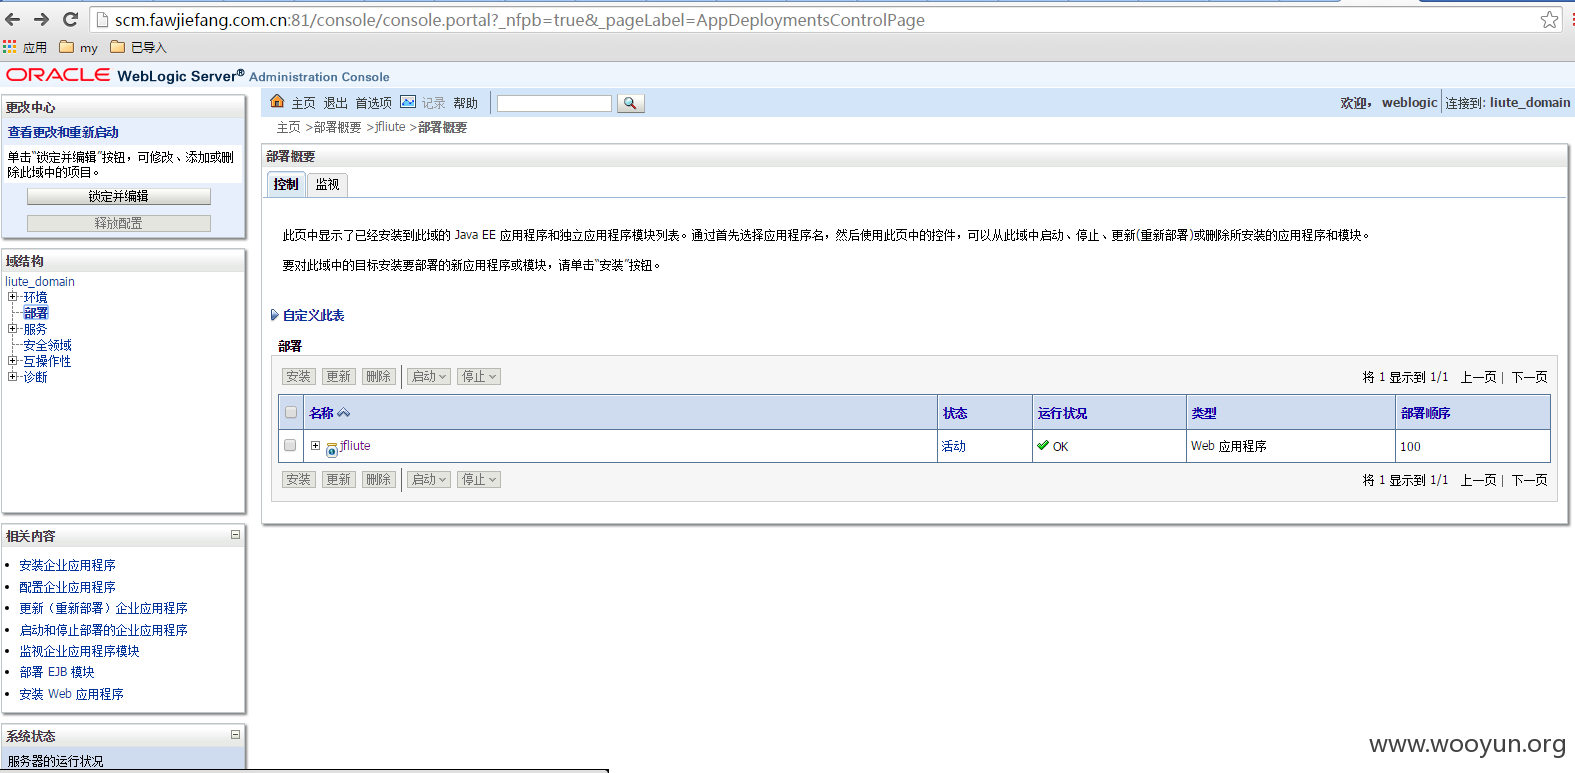 scm.fawjiefang.com.cn:81/console/console.portal?_nfpb=true&_pageLabel=AppDeploymentsControlPage
应用 my 已导入
ORACLE WebLogic Server® Administration Console
更改中心
查看更改和重新启动
单击“锁定并编辑”按钮，可修改、添加或删
除此域中的项目。
锁定并编辑
释放配置
域结构
liute_domain
环境
部署
服务
安全领域
互操作性
诊断
相关内容
安装企业应用程序
配置企业应用程序
更新（重新部署）企业应用程序
启动和停止部署的企业应用程序
监视企业应用程序模块
部署 EJB 模块
安装 Web 应用程序
系统状态
服务器的运行状况
主页 退出 首选项 记录 帮助
欢迎，weblogic 连接到: liute_domain
主页 >部署概要 >jfliute >部署概要
部署概要
控制 监视
此页中显示了已经安装到此域的 Java EE 应用程序和独立应用程序模块列表。通过首先选择应用程序名，然后使用此页中的控件，可以从此域中启动、停止、更新(重新部署)或删除所安装的应用程序和模块。
要对此域中的目标安装要部署的新应用程序或模块，请单击“安装”按钮。
自定义此表
部署
安装 更新 删除 启动 停止 将 1 显示到 1/1 上一页 | 下一页
名称 状态 运行状况 类型 部署顺序
jfliute 活动 OK Web 应用程序 100
安装 更新 删除 启动 停止 将 1 显示到 1/1 上一页 | 下一页
www.wooyun.org